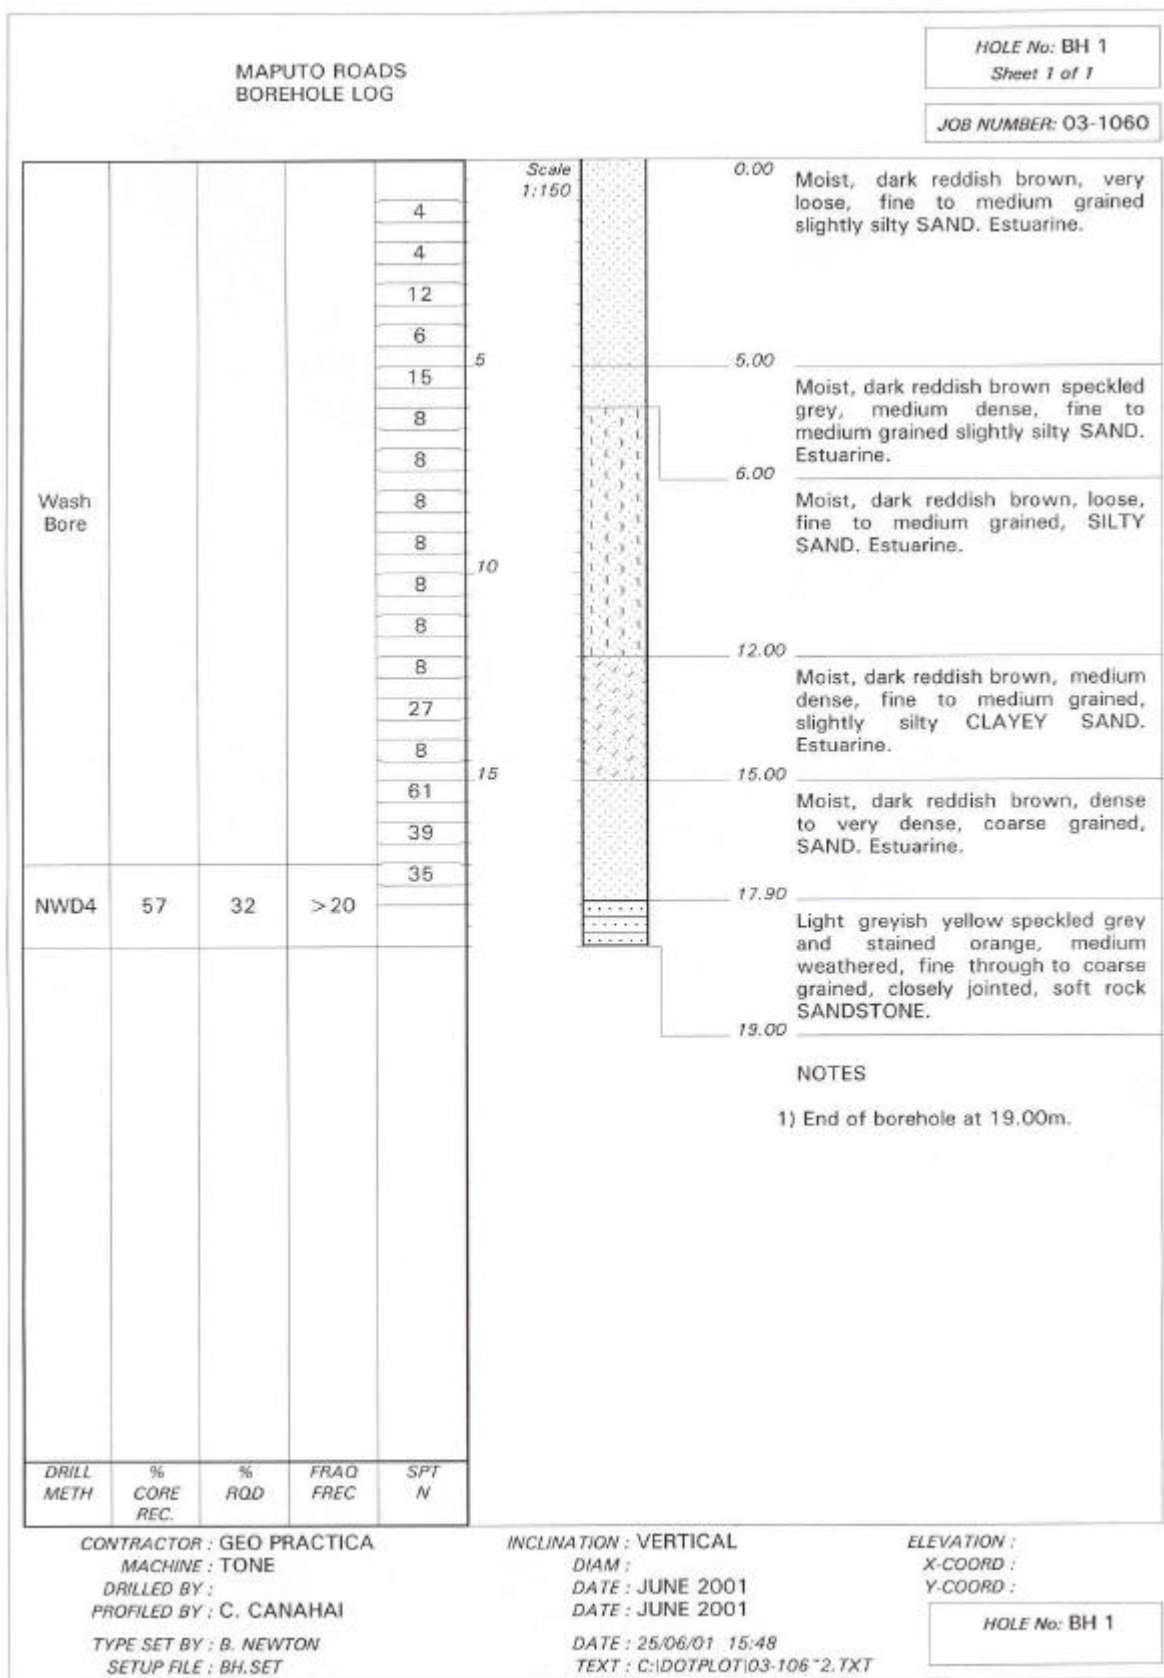 MAPUTO ROADS
BOREHOLE LOG
HOLE No: BH 1
Sheet 1 of 1
JOB NUMBER: 03-1060
Scale
1:150
4
4
12
6
5
15
8
8
8
8
10
8
8
8
27
8
15
61
39
35
Wash
Bore
NWD4 57 32 >20
0.00
Moist, dark reddish brown, very
loose, fine to medium grained
slightly silty SAND. Estuarine.
5.00
Moist, dark reddish brown speckled
grey, medium dense, fine to
medium grained slightly silty SAND.
Estuarine.
6.00
Moist, dark reddish brown, loose,
fine to medium grained, SILTY
SAND. Estuarine.
12.00
Moist, dark reddish brown, medium
dense, fine to medium grained,
slightly silty CLAYEY SAND.
Estuarine.
15.00
Moist, dark reddish brown, dense
to very dense, coarse grained,
SAND. Estuarine.
17.90
Light greyish yellow speckled grey
and stained orange, medium
weathered, fine through to coarse
grained, closely jointed, soft rock
SANDSTONE.
19.00
NOTES
1) End of borehole at 19.00m.
DRILL % % FRAQ SPT
METH CORE RQD FREC N
REC.
CONTRACTOR : GEO PRACTICA
MACHINE : TONE
DRILLED BY :
PROFILED BY : C. CANAHAI
TYPE SET BY : B. NEWTON
SETUP FILE : BH.SET
INCLINATION : VERTICAL
DIAM :
DATE : JUNE 2001
DATE : JUNE 2001
DATE : 25/06/01 15:48
TEXT : C:\DOTPLOT\03-106~2.TXT
ELEVATION :
X-COORD :
Y-COORD :
HOLE No: BH 1